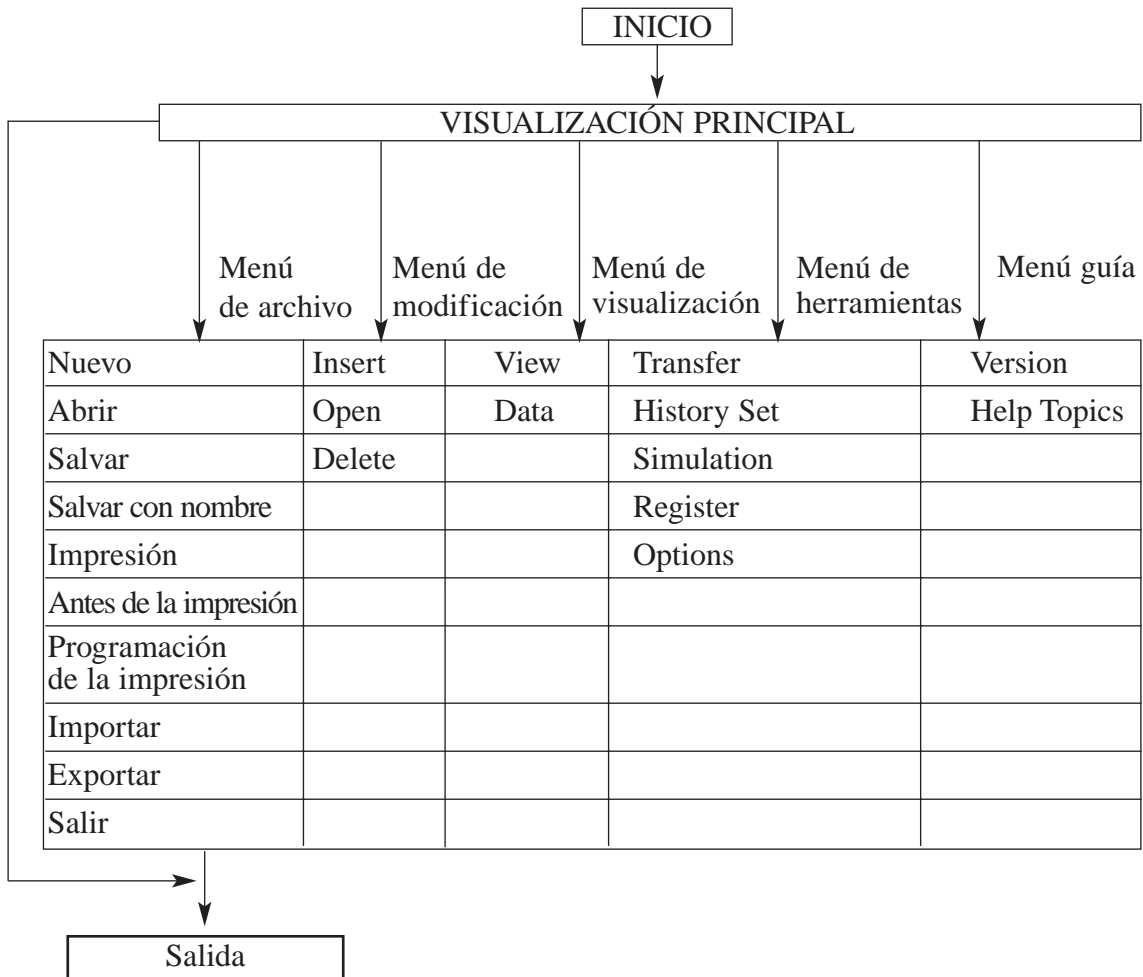 INICIO
VISUALIZACIÓN PRINCIPAL
Menú
de archivo
Menú de
modificación
Menú de
visualización
Menú de
herramientas
Menú guía
Nuevo Insert View Transfer Version
Abrir Open Data History Set Help Topics
Salvar Delete Simulation
Salvar con nombre Register
Impresión Options
Antes de la impresión
Programación
de la impresión
Importar
Exportar
Salir
Salida